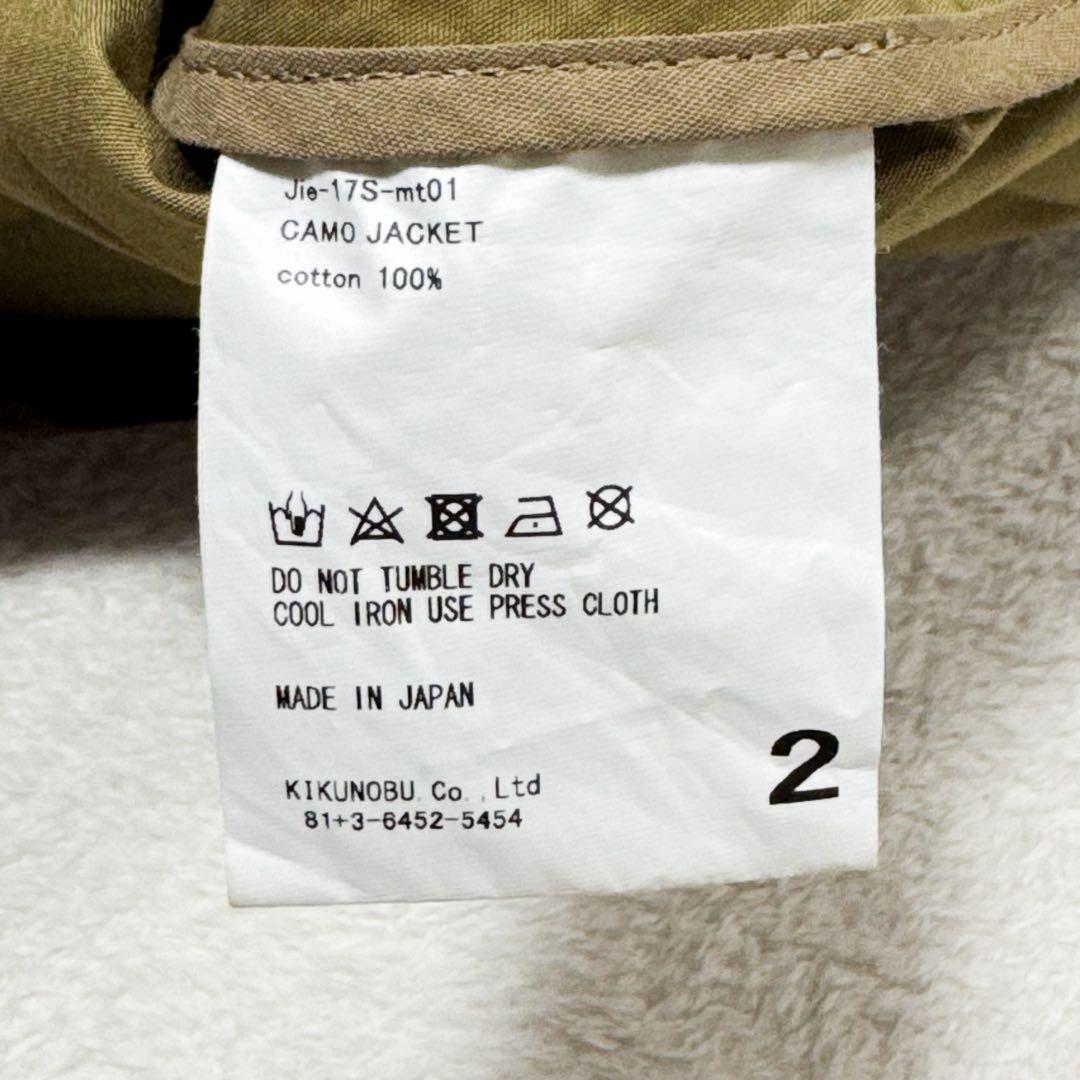 Jie-17S-mt01
CAMO JACKET
cotton 100%
DO NOT TUMBLE DRY
COOL IRON USE PRESS CLOTH
MADE IN JAPAN
2
KIKUNOBU Co.,Ltd
81+3-6452-5454